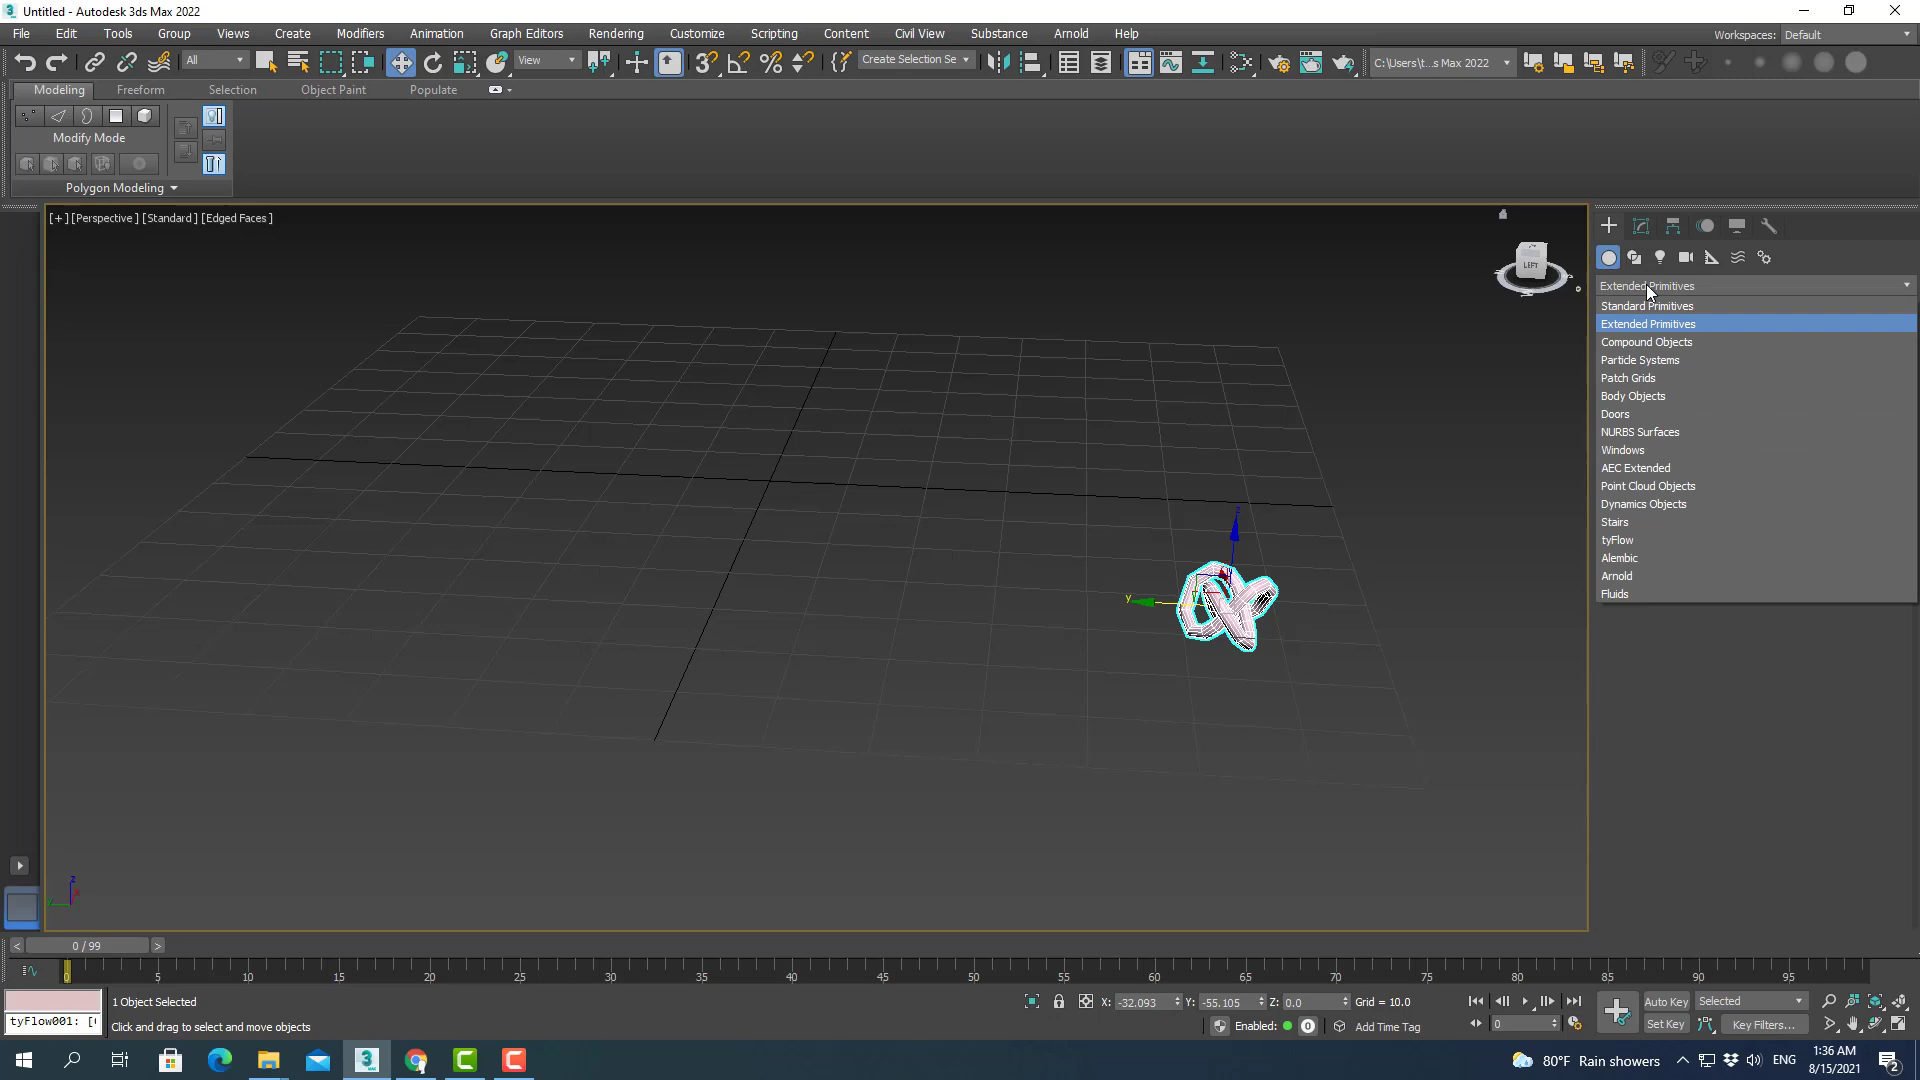 Untitled - Autodesk 3ds Max 2022
File Edit Tools Group Views Create Modifiers Animation Graph Editors Rendering Customize Scripting Content Civil View Substance Arnold Help
Workspaces: Default
All View Create Selection Se C:\Users\t...s Max 2022
Modeling Freeform Selection Object Paint Populate
Modify Mode
Polygon Modeling
[+] [Perspective] [Standard] [Edged Faces]
LEFT
Extended Primitives
Standard Primitives
Extended Primitives
Compound Objects
Particle Systems
Patch Grids
Body Objects
Doors
NURBS Surfaces
Windows
AEC Extended
Point Cloud Objects
Dynamics Objects
Stairs
tyFlow
Alembic
Arnold
Fluids
z
y
z
< 0 / 99 >
0 5 10 15 20 25 30 35 40 45 50 55 60 65 70 75 80 85 90 95
1 Object Selected X: -32.093 Y: -55.105 Z: 0.0 Grid = 10.0 Auto Key Selected
tyFlow001: [ Click and drag to select and move objects Enabled: 0 Add Time Tag 0 Set Key Key Filters...
80°F Rain showers ENG 1:36 AM
8/15/2021 2